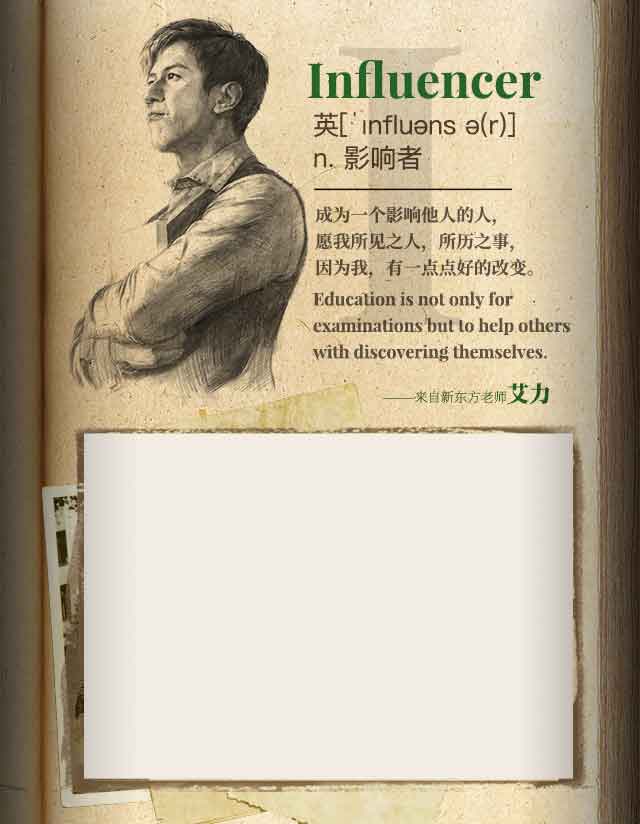 I
Influencer
英[ˈɪnfluəns ə(r)]
n. 影响者
成为一个影响他人的人，
愿我所见之人，所历之事，
因为我，有一点点好的改变。
Education is not only for
examinations but to help others
with discovering themselves.
——来自新东方老师艾力